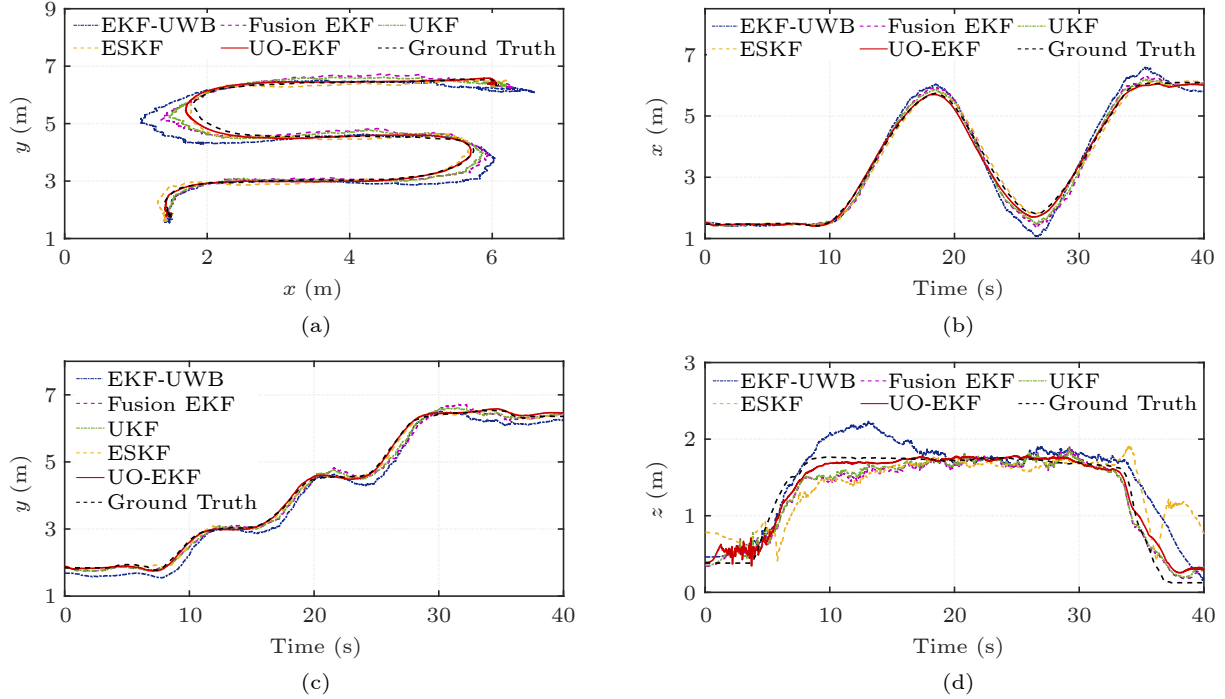 EKF-UWB Fusion EKF UKF
ESKF UO-EKF Ground Truth
9
7
5
3
1
y (m)
0 2 4 6
x (m)
(a)
EKF-UWB Fusion EKF UKF
ESKF UO-EKF Ground Truth
9
7
5
3
1
x (m)
0 10 20 30 40
Time (s)
(b)
7
5
3
1
y (m)
EKF-UWB
Fusion EKF
UKF
ESKF
UO-EKF
Ground Truth
0 10 20 30 40
Time (s)
(c)
EKF-UWB Fusion EKF UKF
ESKF UO-EKF Ground Truth
3
2
1
0
z (m)
0 10 20 30 40
Time (s)
(d)